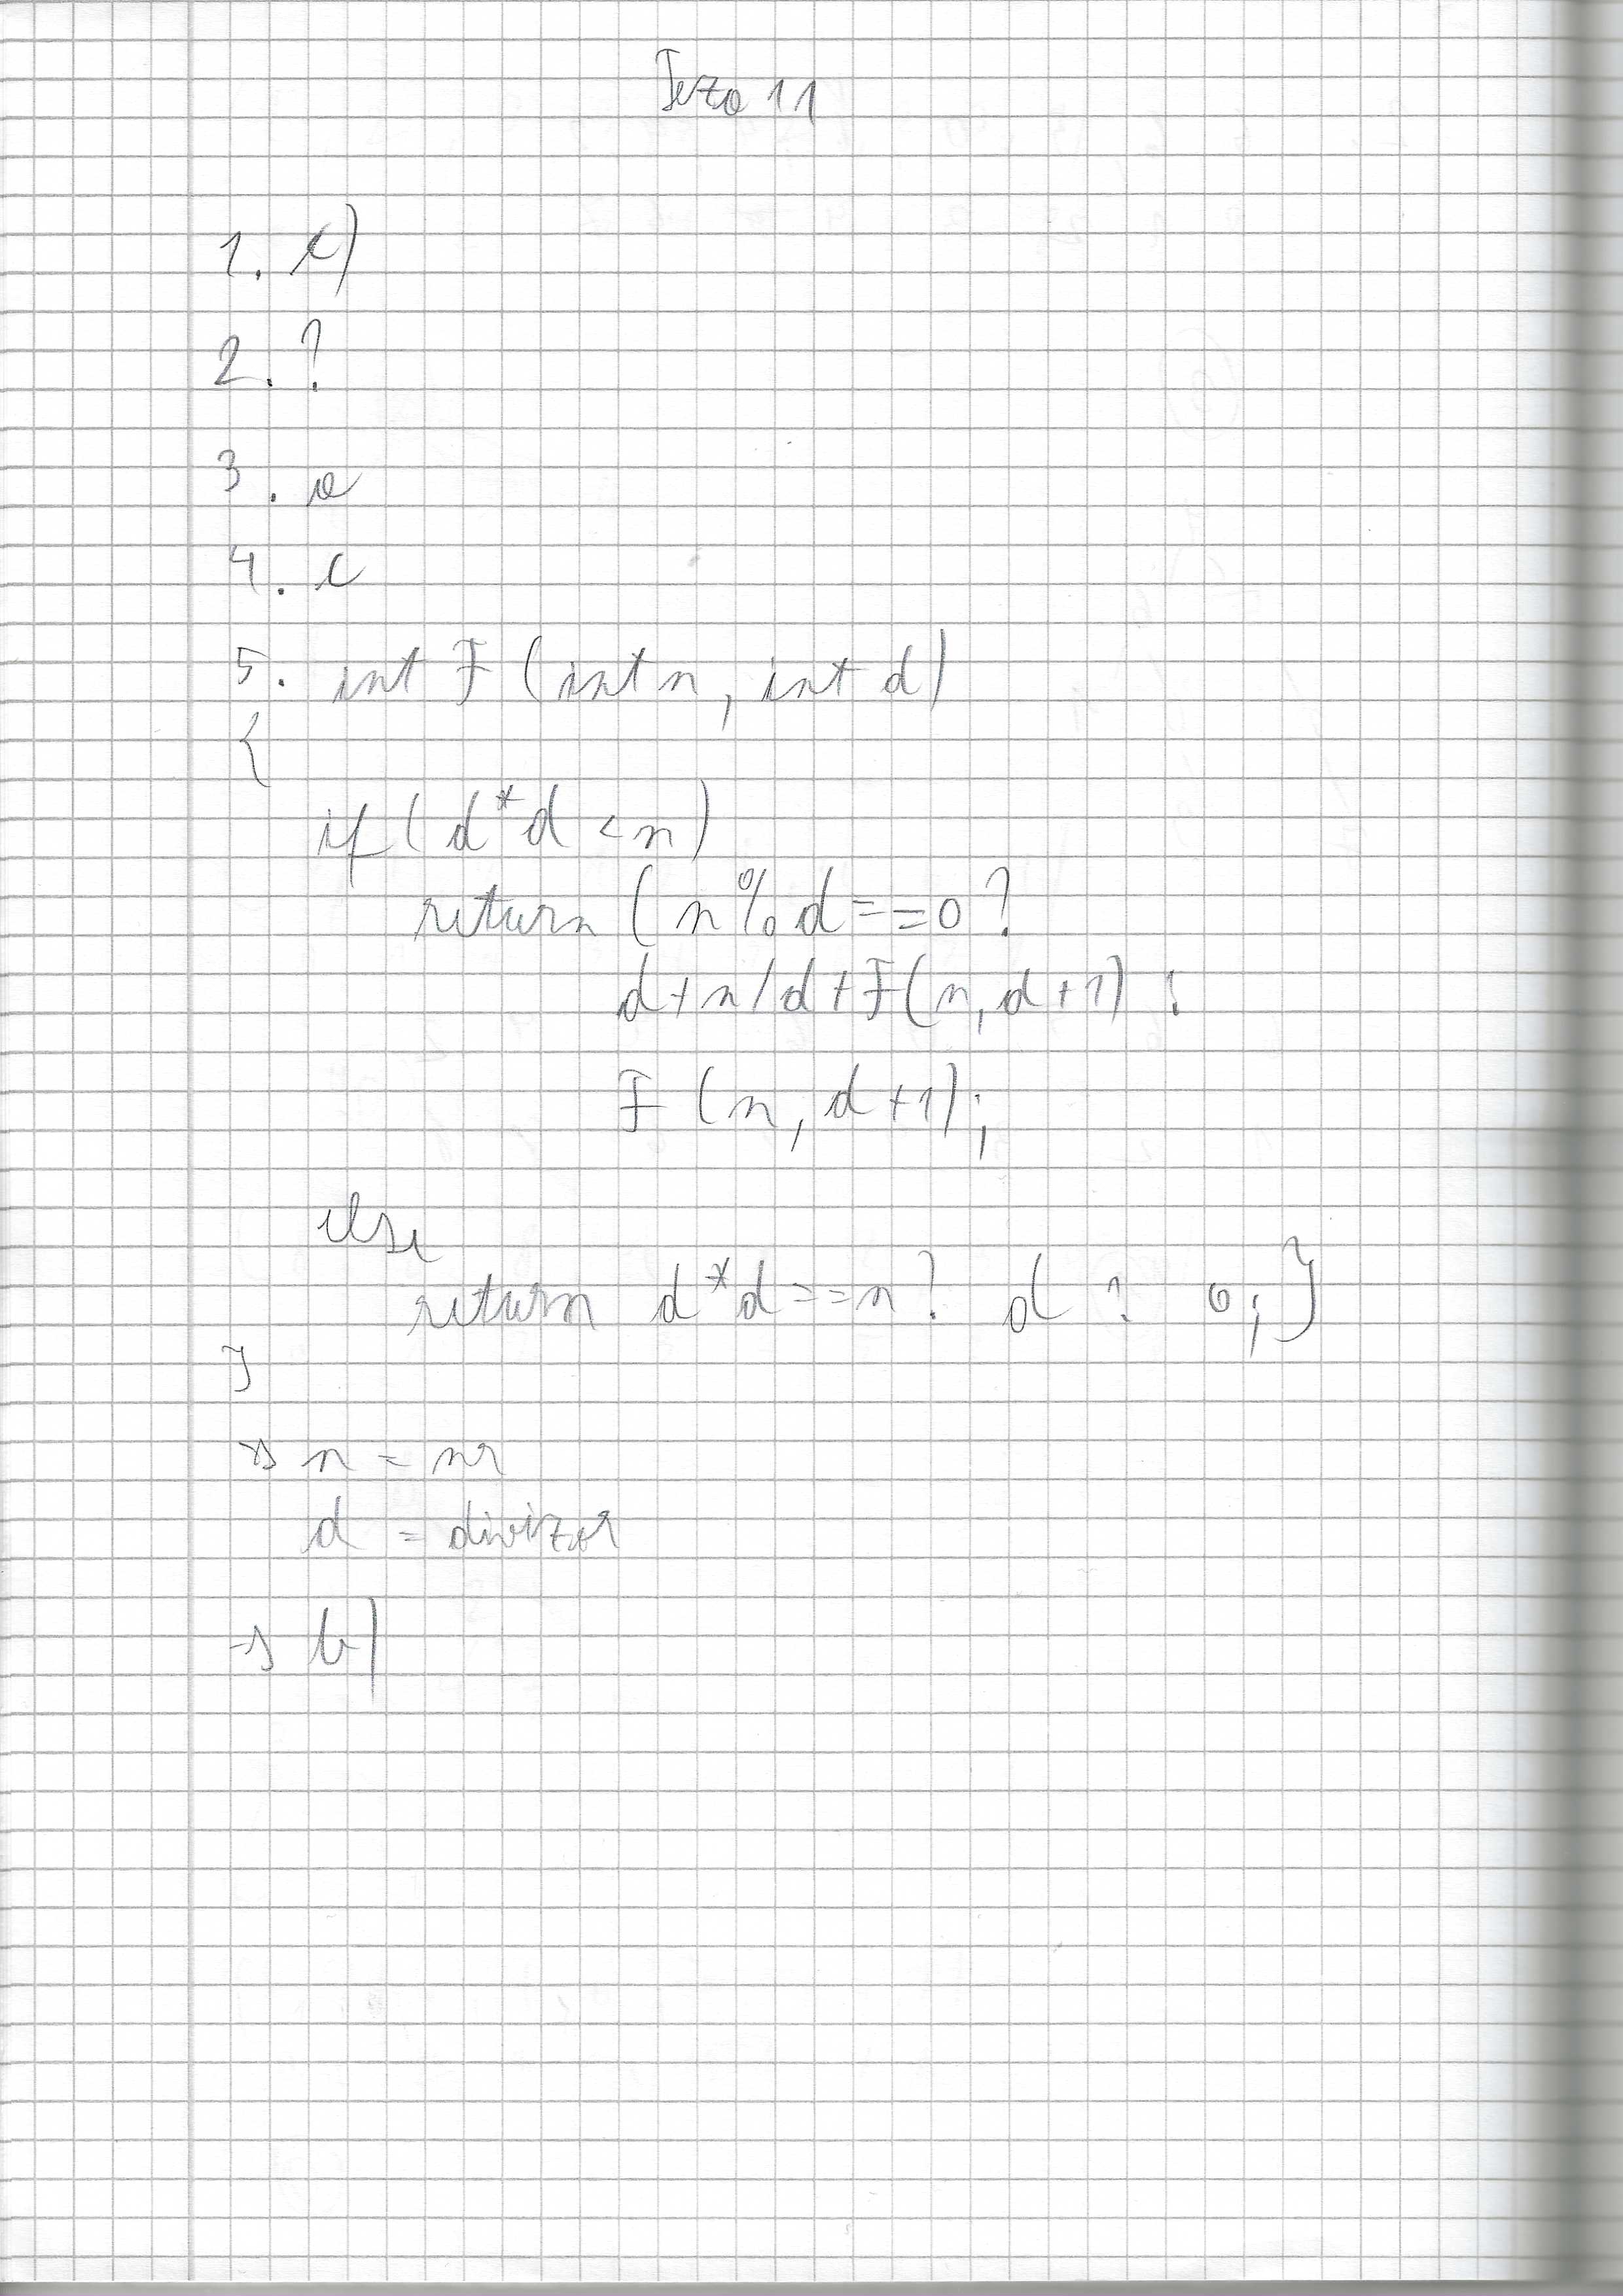 Teza 11
1. c)
2. ?
3. a
4. c
5. int F (int n, int d)
{
if ( d*d < n)
return ( n%d==0 ?
d+n/d+F(n, d+1) :
F (n, d+1);
else
return d*d==n? d ? 0;}
}
→ n = nr
d = divizor
→ b)